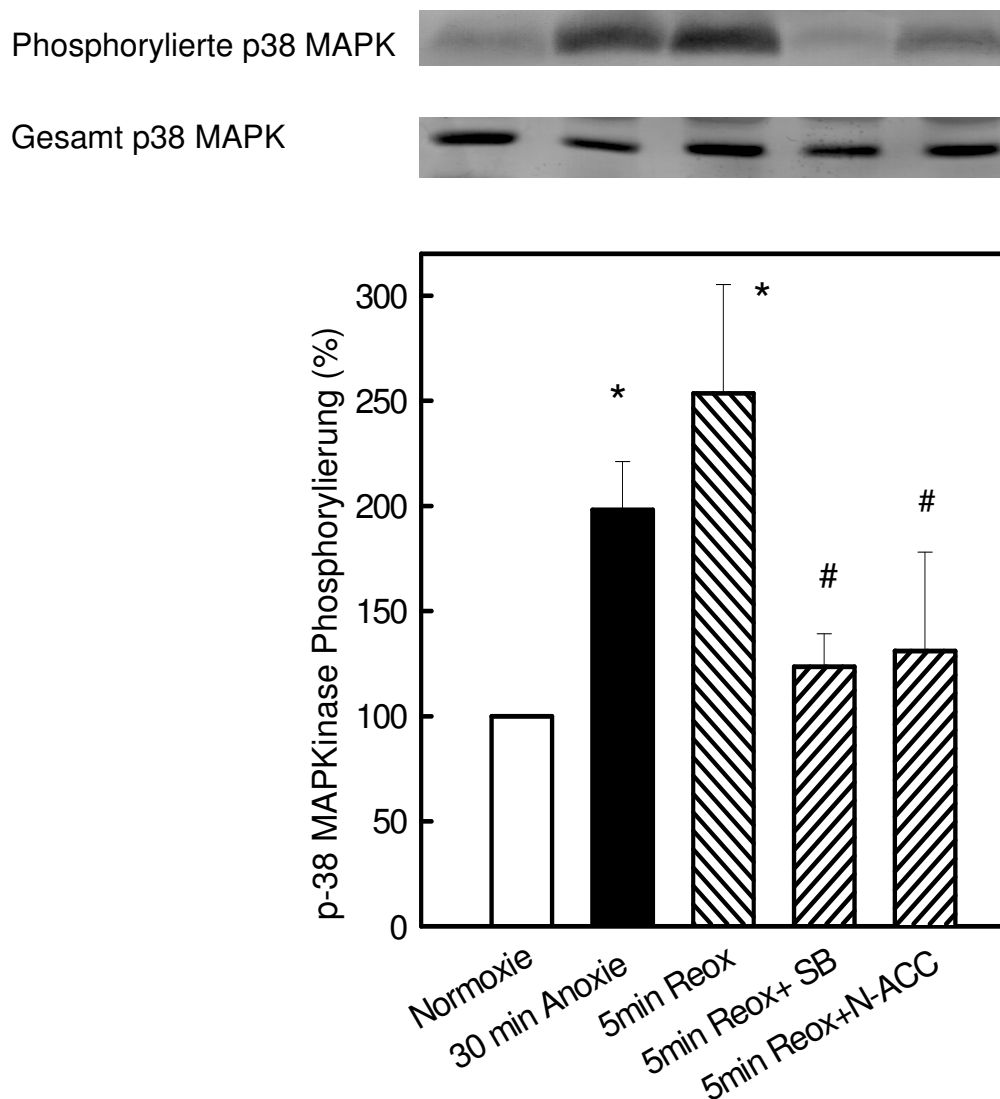 Phosphorylierte p38 MAPK
Gesamt p38 MAPK
p-38 MAPKinase Phosphorylierung (%)
300
250
200
150
100
50
0
*
*
#
#
Normoxie
30 min Anoxie
5min Reox
5min Reox+ SB
5min Reox+N-ACC